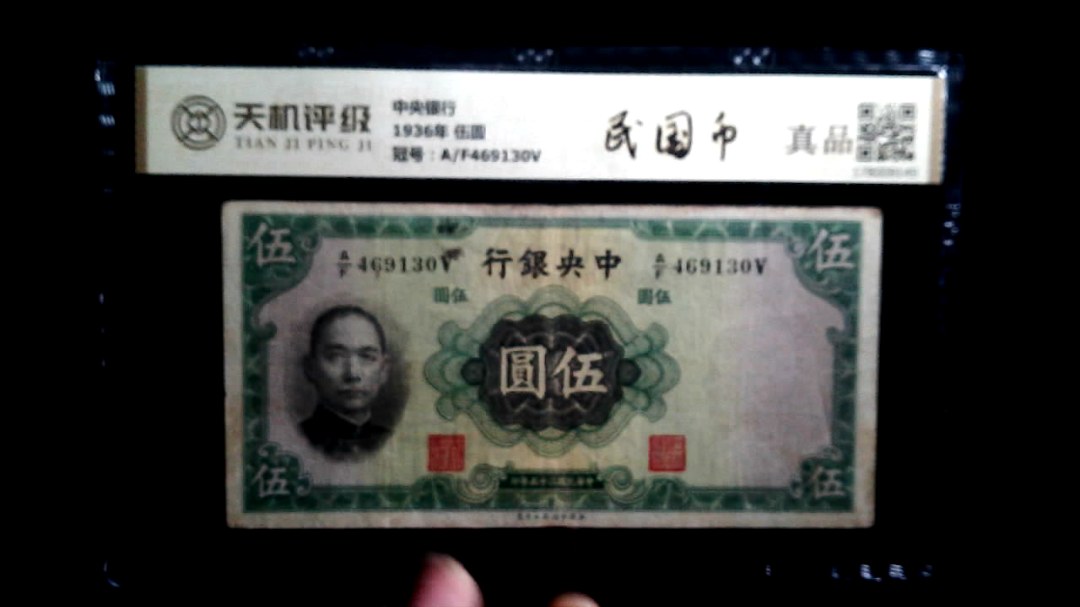 天机评级
TIAN JI PING JI
中央银行
1936年 伍圆
冠号：A/F469130V
民国币
真品
伍
伍
A/F 469130V
行銀央中
A/F 469130V
圓伍
圓伍
圓伍
伍
伍